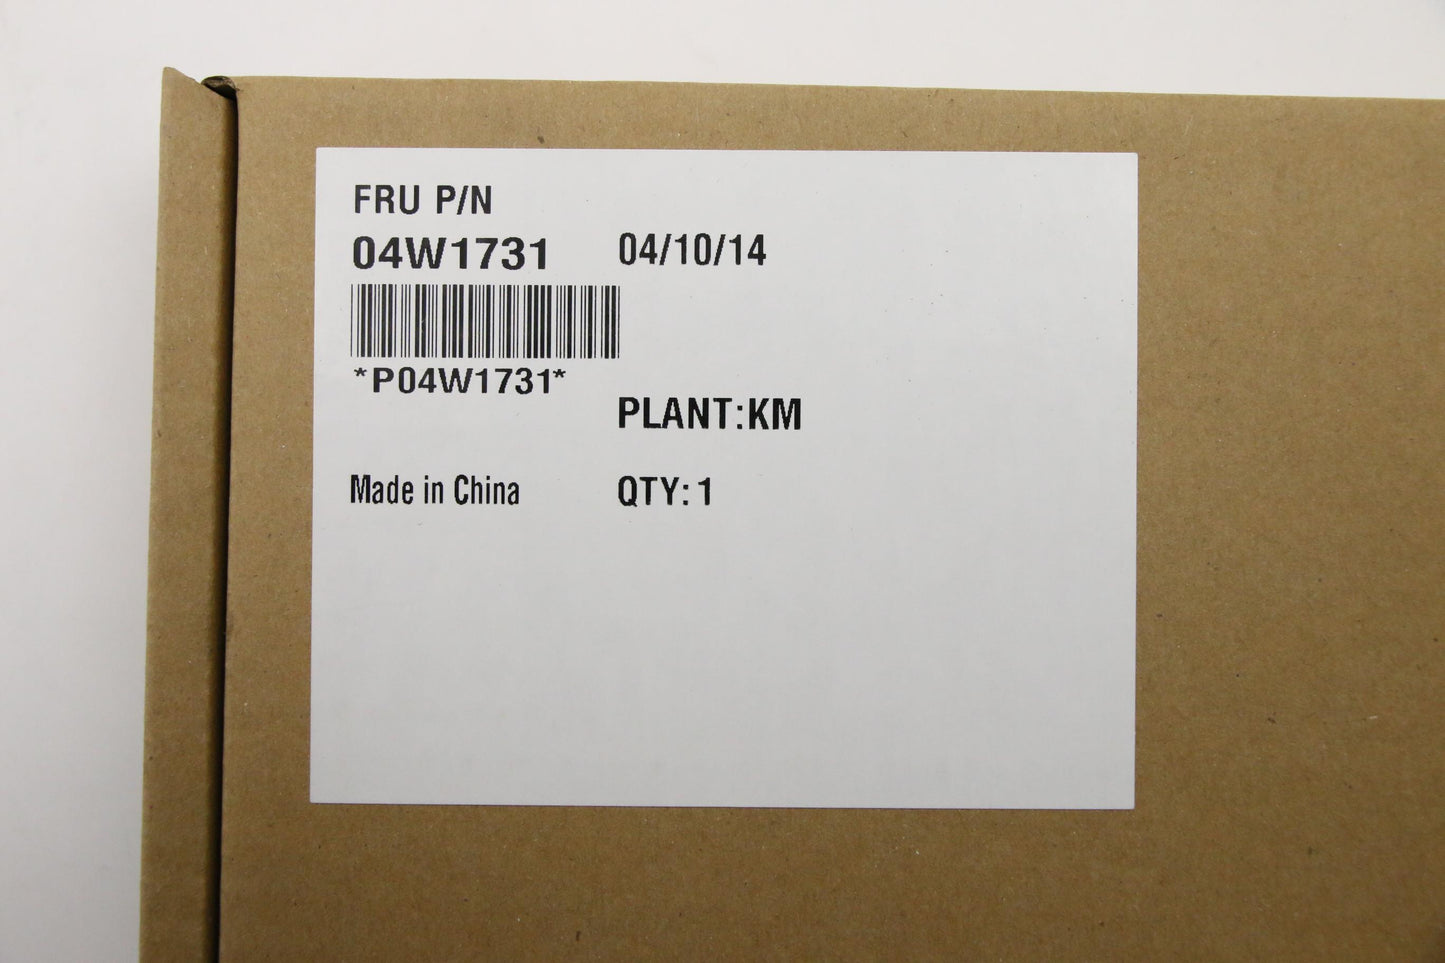 FRU P/N
04W1731 04/10/14
*P04W1731*
PLANT:KM
Made in China QTY: 1